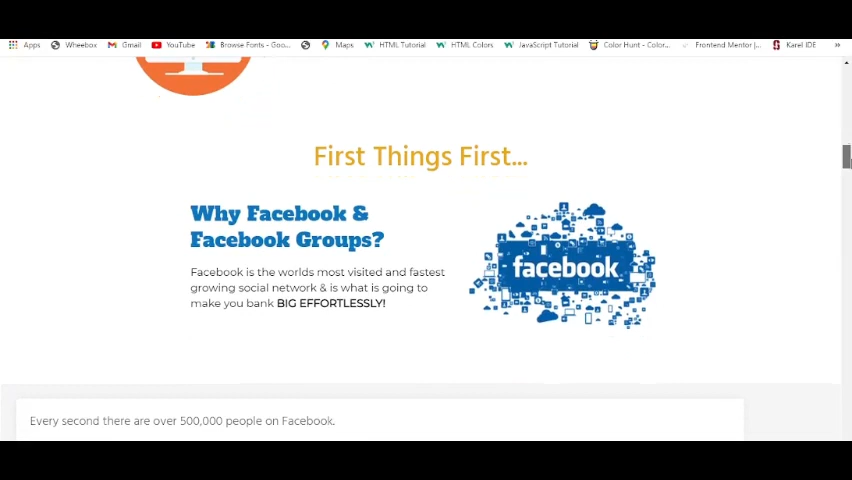 Apps Wheebox Gmail YouTube Browse Fonts - Goo... Maps HTML Tutorial HTML Colors JavaScript Tutorial Color Hunt - Color... Frontend Mentor |... Karel IDE »
First Things First...
Why Facebook &
Facebook Groups?
Facebook is the worlds most visited and fastest
growing social network & is what is going to
make you bank BIG EFFORTLESSLY!
facebook
Every second there are over 500,000 people on Facebook.